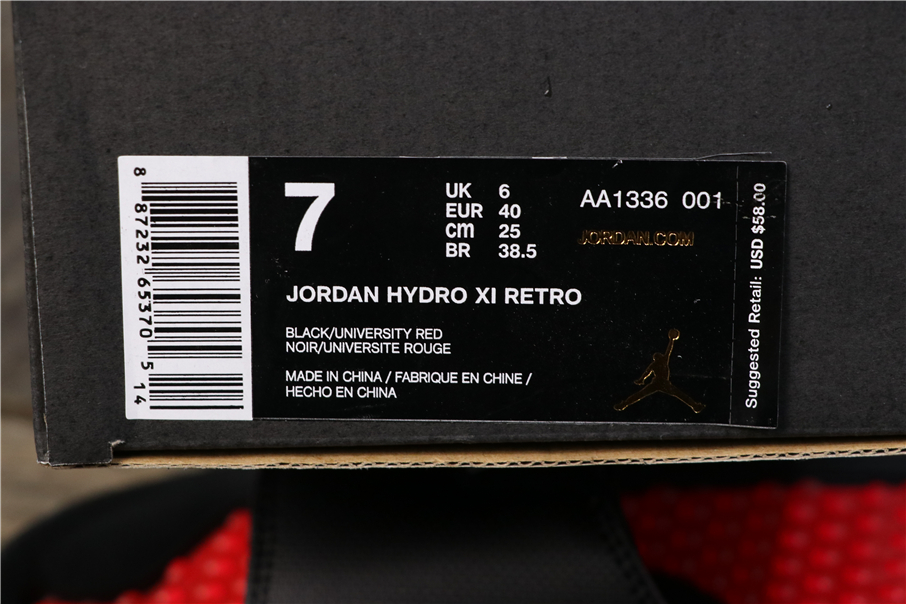 8 87232 65370 5 14
7
UK 6
EUR 40
cm 25
BR 38.5
AA1336 001
JORDAN.COM
JORDAN HYDRO XI RETRO
BLACK/UNIVERSITY RED
NOIR/UNIVERSITE ROUGE
MADE IN CHINA / FABRIQUE EN CHINE /
HECHO EN CHINA
Suggested Retail: USD $58.00